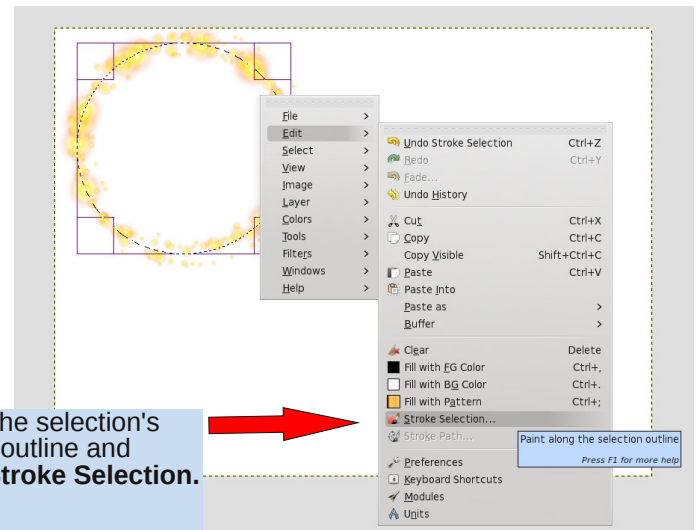 File >
Edit >
Select >
View >
Image >
Layer >
Colors >
Tools >
Filters >
Windows >
Help >
Undo Stroke Selection Ctrl+Z
Redo Ctrl+Y
Fade...
Undo History
Cut Ctrl+X
Copy Ctrl+C
Copy Visible Shift+Ctrl+C
Paste Ctrl+V
Paste Into
Paste as >
Buffer >
Clear Delete
Fill with FG Color Ctrl+,
Fill with BG Color Ctrl+.
Fill with Pattern Ctrl+;
Stroke Selection...
Stroke Path...
Paint along the selection outline
Press F1 for more help
Preferences
Keyboard Shortcuts
Modules
Units
he selection's
outline and
troke Selection.